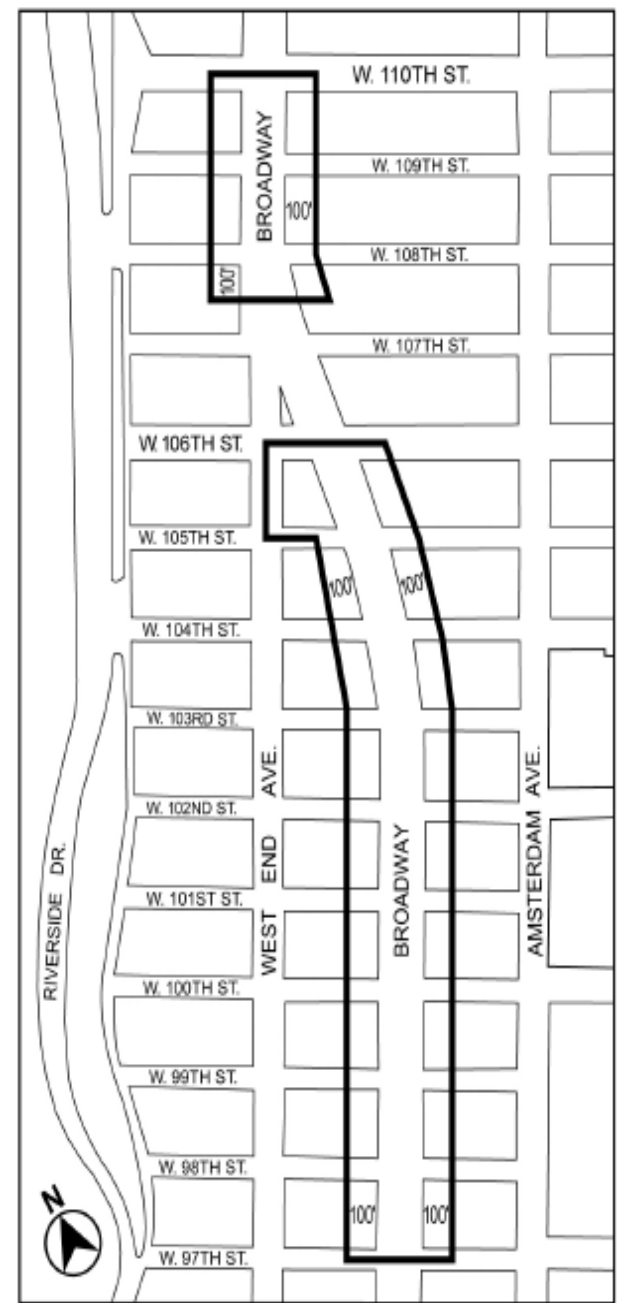 W. 110TH ST.
BROADWAY
W. 109TH ST.
100'
W. 108TH ST.
100'
W. 107TH ST.
W. 106TH ST.
W. 105TH ST.
100'
100'
W. 104TH ST.
W. 103RD ST.
WEST END AVE.
AMSTERDAM AVE.
W. 102ND ST.
BROADWAY
RIVERSIDE DR.
W. 101ST ST.
W. 100TH ST.
W. 99TH ST.
W. 98TH ST.
N
100'
100'
W. 97TH ST.